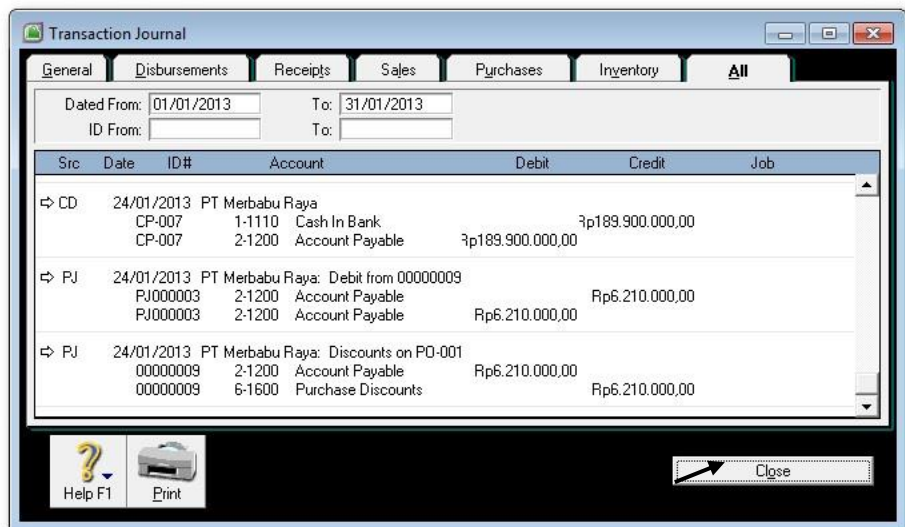 Transaction Journal
General Disbursements Receipts Sales Purchases Inventory All
Dated From: 01/01/2013 To: 31/01/2013
ID From: To:
Src Date ID# Account Debit Credit Job
CD 24/01/2013 PT Merbabu Raya
CP-007 1-1110 Cash In Bank Rp189.900.000,00
CP-007 2-1200 Account Payable Rp189.900.000,00
PJ 24/01/2013 PT Merbabu Raya: Debit from 00000009
PJ000003 2-1200 Account Payable Rp6.210.000,00
PJ000003 2-1200 Account Payable Rp6.210.000,00
PJ 24/01/2013 PT Merbabu Raya: Discounts on PO-001
00000009 2-1200 Account Payable Rp6.210.000,00
00000009 6-1600 Purchase Discounts Rp6.210.000,00
Help F1 Print Close